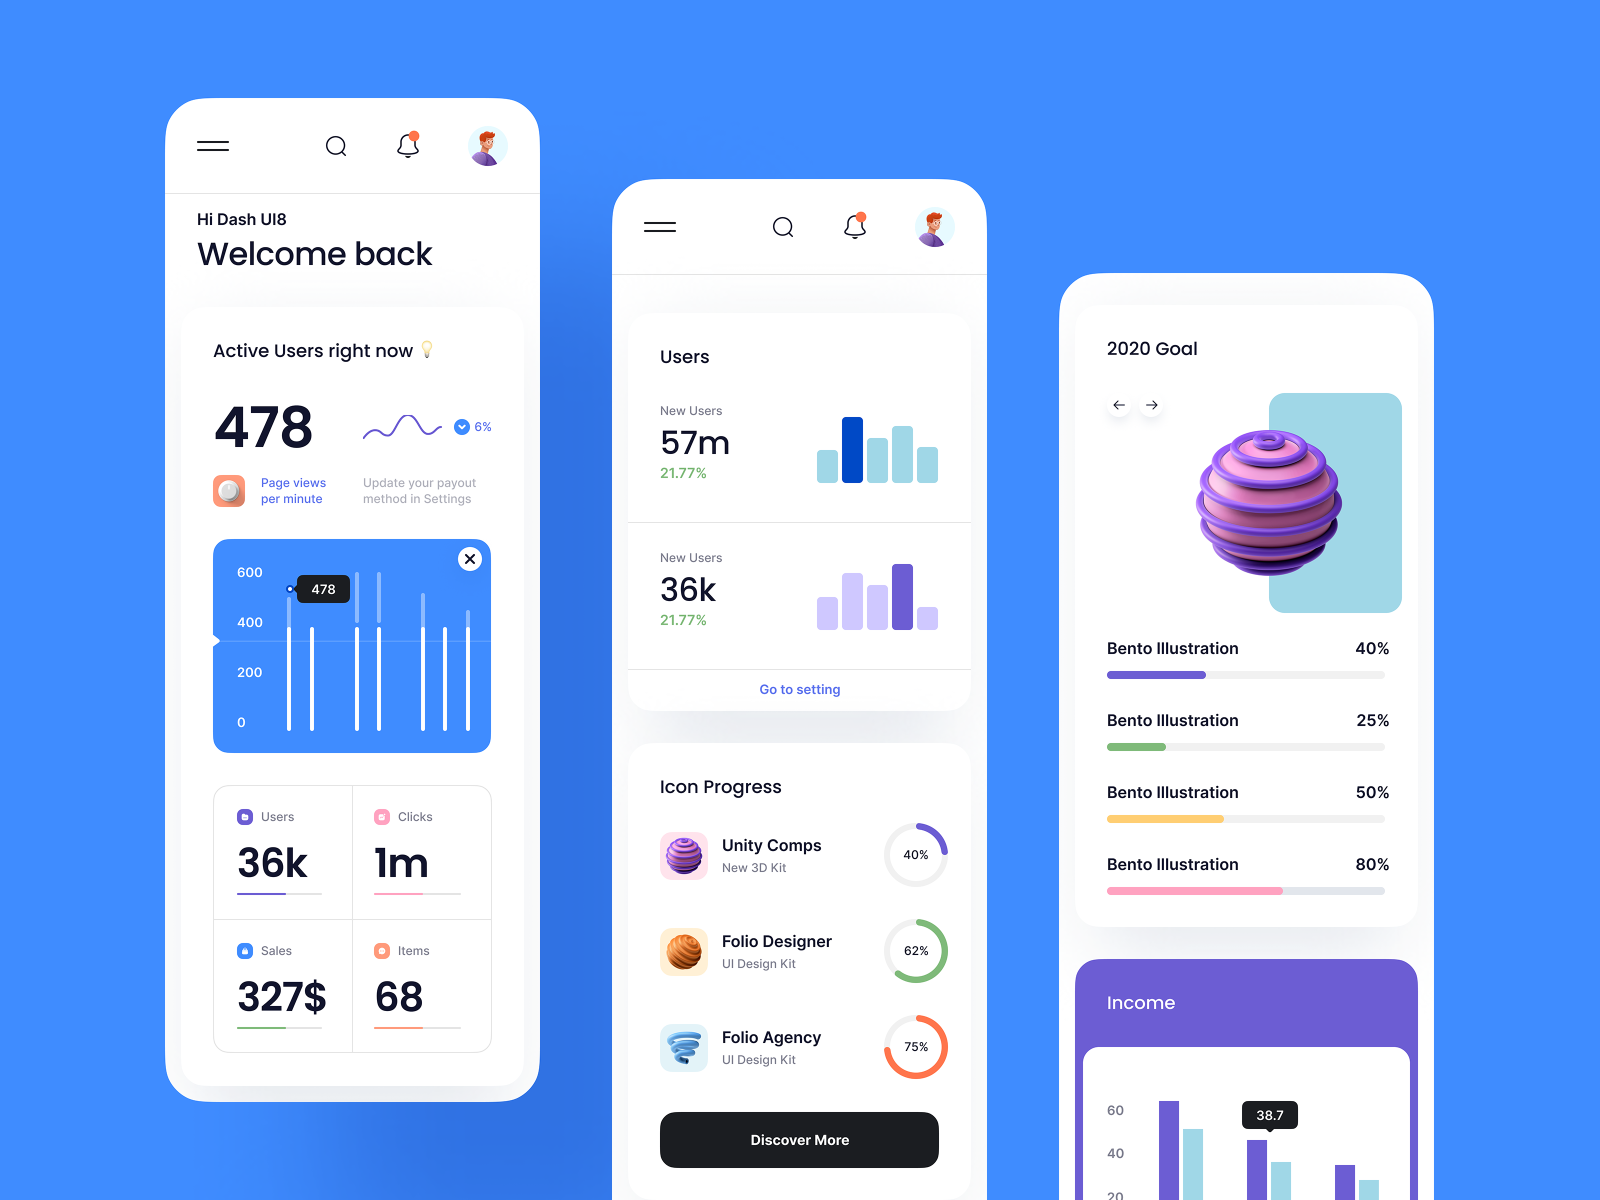 Hi Dash UI8
Welcome back
Active Users right now
478
6%
Page views
per minute
Update your payout
method in Settings
600
478
400
200
0
Users
36k
Clicks
1m
Sales
327$
Items
68
Users
New Users
57m
21.77%
New Users
36k
21.77%
Go to setting
Icon Progress
Unity Comps
New 3D Kit
40%
Folio Designer
UI Design Kit
62%
Folio Agency
UI Design Kit
75%
Discover More
2020 Goal
Bento Illustration 40%
Bento Illustration 25%
Bento Illustration 50%
Bento Illustration 80%
Income
60
38.7
40
20